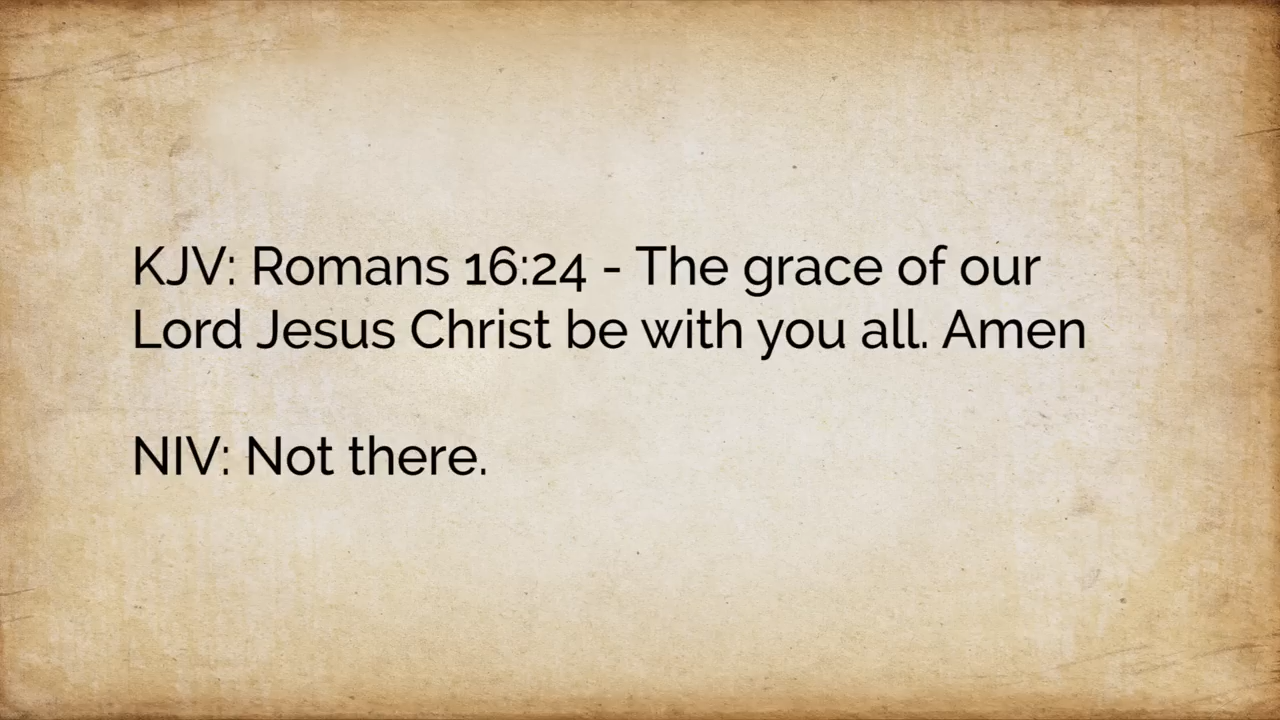 KJV: Romans 16:24 - The grace of our
Lord Jesus Christ be with you all. Amen
NIV: Not there.